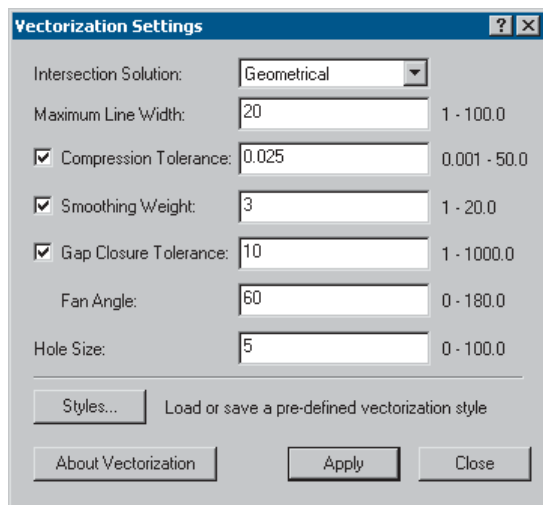 Vectorization Settings
Intersection Solution: Geometrical
Maximum Line Width: 20 1 - 100.0
Compression Tolerance: 0.025 0.001 - 50.0
Smoothing Weight: 3 1 - 20.0
Gap Closure Tolerance: 10 1 - 1000.0
Fan Angle: 60 0 - 180.0
Hole Size: 5 0 - 100.0
Styles... Load or save a pre-defined vectorization style
About Vectorization Apply Close